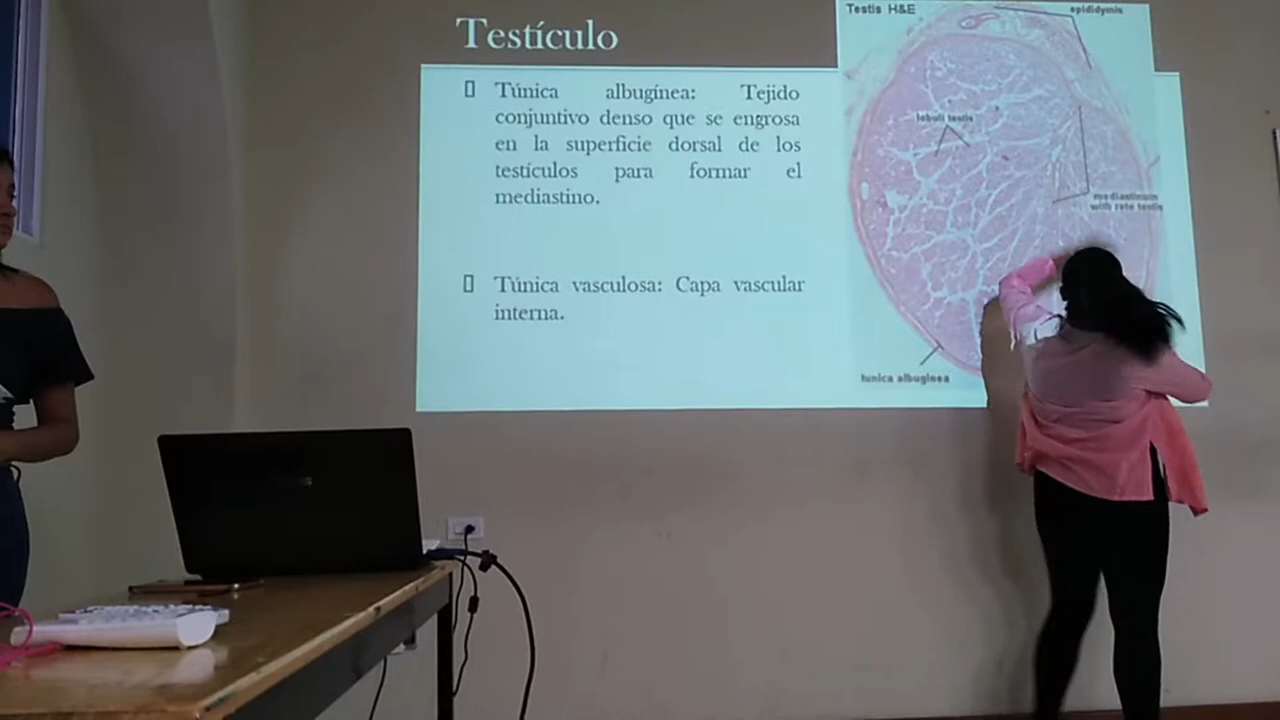 Testículo
Túnica albugínea: Tejido
conjuntivo denso que se engrosa
en la superficie dorsal de los
testículos para formar el
mediastino.
Túnica vasculosa: Capa vascular
interna.
Testis H&E
epididymis
lobuli testis
mediastinum
with rete testis
tunica albuginea